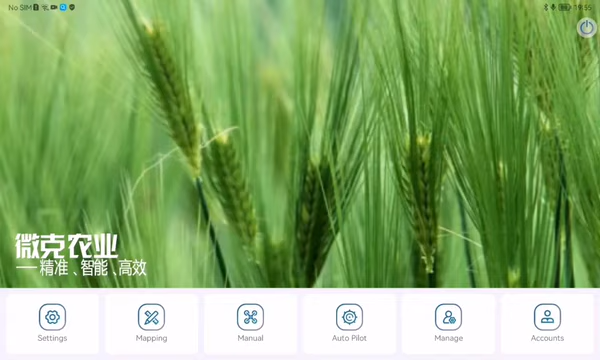 No SIM
19:55
微克农业
一 精准、智能、高效
Settings
Mapping
Manual
Auto Pilot
Manage
Accounts